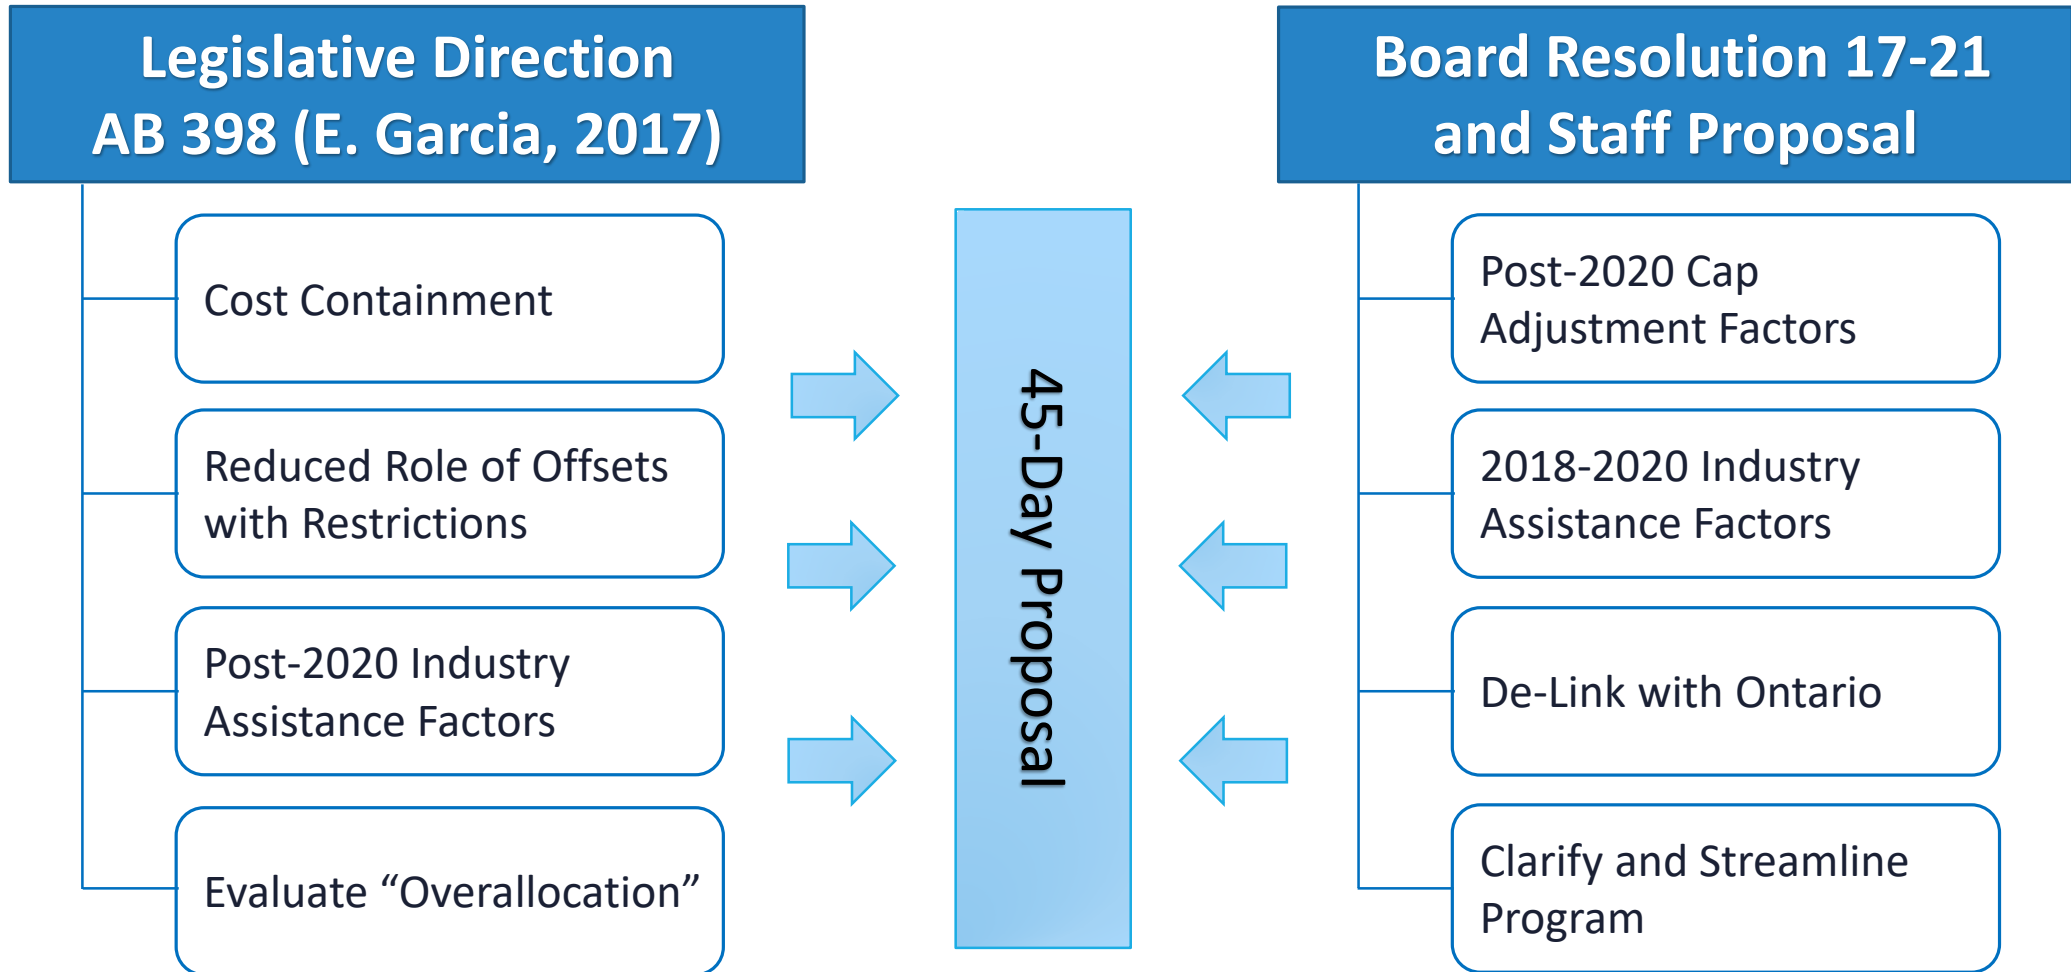 Legislative Direction
AB 398 (E. Garcia, 2017)
Cost Containment
Reduced Role of Offsets
with Restrictions
Post-2020 Industry
Assistance Factors
Evaluate “Overallocation”
45-Day Proposal
Board Resolution 17-21
and Staff Proposal
Post-2020 Cap
Adjustment Factors
2018-2020 Industry
Assistance Factors
De-Link with Ontario
Clarify and Streamline
Program